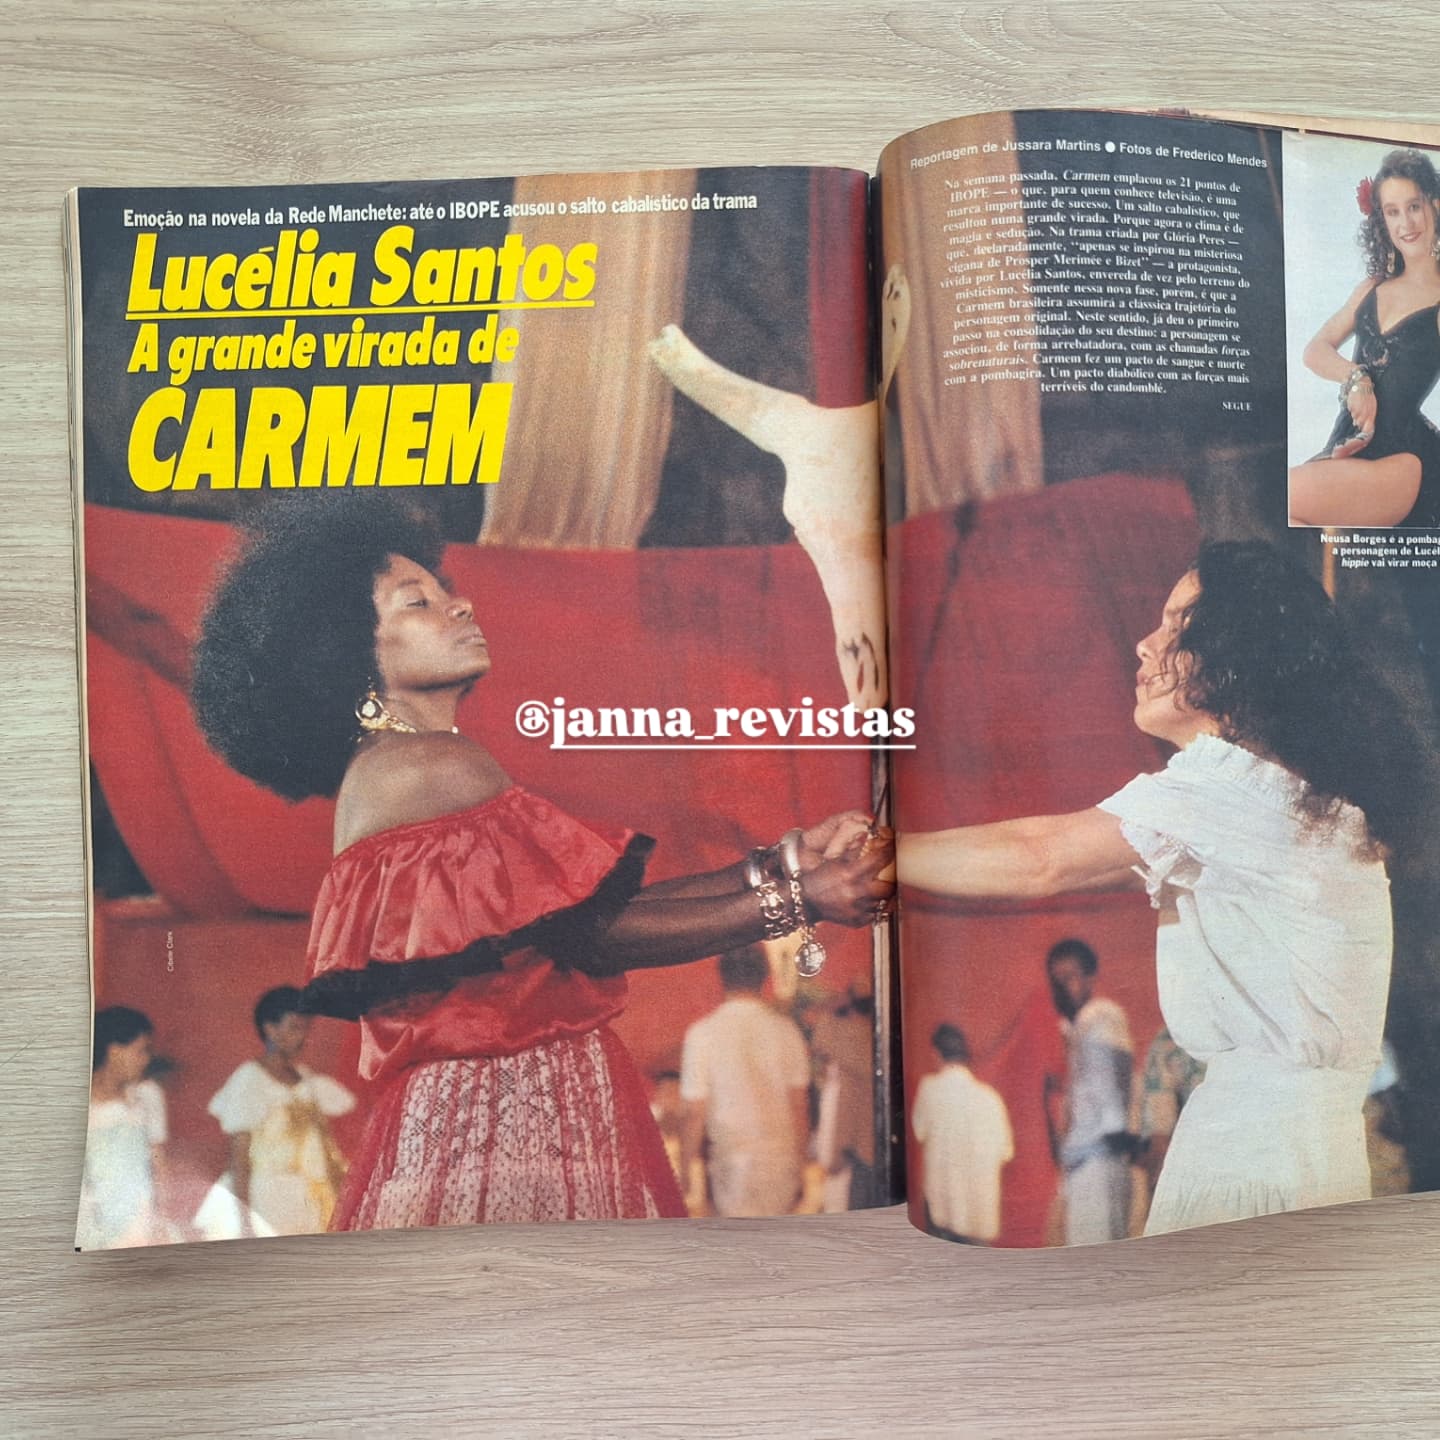 Emoção na novela da Rede Manchete: até o IBOPE acusou o salto cabalístico da trama
Lucélia Santos
A grande virada de
CARMEM
Cibele Clark
Reportagem de Jussara Martins ● Fotos de Frederico Mendes
Na semana passada, Carmem emplacou os 21 pontos de
IBOPE — o que, para quem conhece televisão, é uma
marca importante de sucesso. Um salto cabalístico, que
resultou numa grande virada. Porque agora o clima é de
magia e sedução. Na trama criada por Glória Peres —
que, declaradamente, “apenas se inspirou na misteriosa
cigana de Prosper Merimée e Bizet” — a protagonista,
vivida por Lucélia Santos, envereda de vez pelo terreno do
misticismo. Somente nessa nova fase, porém, é que a
Carmem brasileira assumirá a clásssica trajetória do
personagem original. Neste sentido, já deu o primeiro
passo na consolidação do seu destino: a personagem se
associou, de forma arrebatadora, com as chamadas forças
sobrenaturais. Carmem fez um pacto de sangue e morte
com a pombagira. Um pacto diabólico com as forças mais
terríveis do candomblé.
SEGUE
Neusa Borges é a pombag
a personagem de Lucél
hippie vai virar moça
@janna_revistas